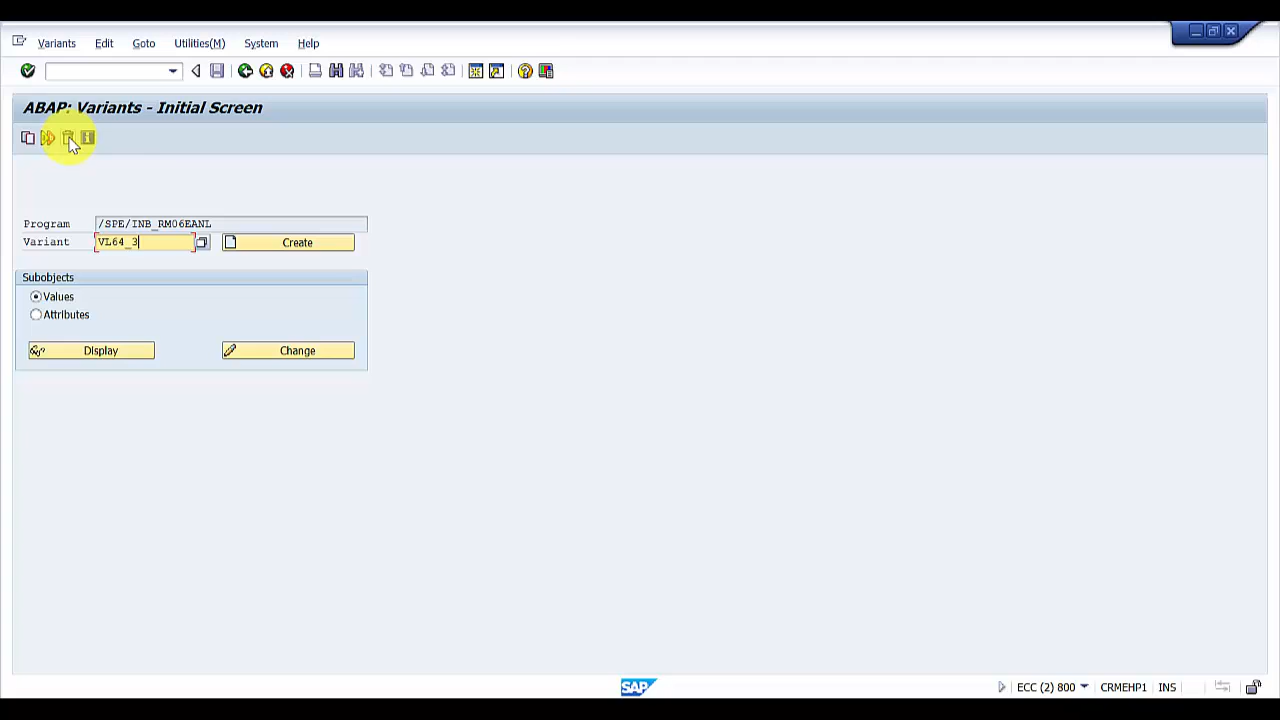 Variants Edit Goto Utilities(M) System Help
ABAP: Variants - Initial Screen
Program /SPE/INB_RM06EANL
Variant VL64_3 Create
Subobjects
Values
Attributes
Display Change
SAP ECC (2) 800 CRMEHP1 INS